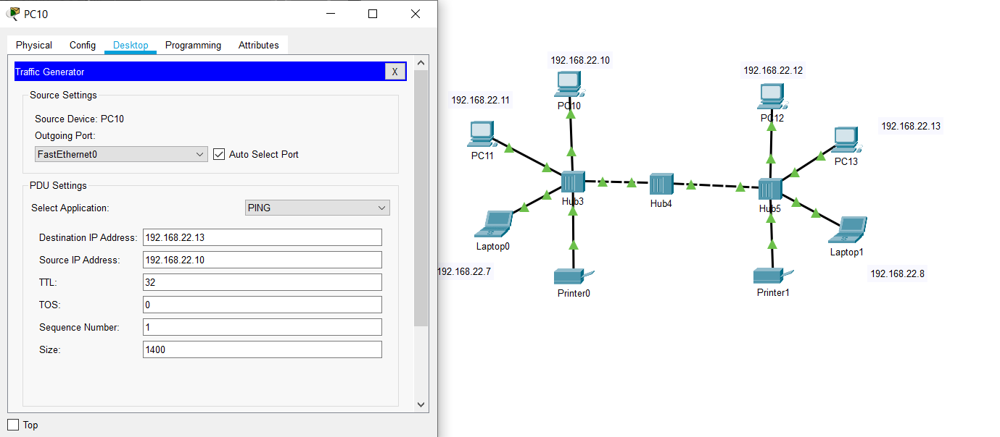 PC10
Physical Config Desktop Programming Attributes
Traffic Generator X
Source Settings
Source Device: PC10
Outgoing Port:
FastEthernet0 Auto Select Port
PDU Settings
Select Application: PING
Destination IP Address: 192.168.22.13
Source IP Address: 192.168.22.10
TTL: 32
TOS: 0
Sequence Number: 1
Size: 1400
Top
192.168.22.10
PC10
192.168.22.11
PC11
Hub3
Laptop0
192.168.22.7
Printer0
Hub4
192.168.22.12
PC12
192.168.22.13
PC13
Hub5
Laptop1
192.168.22.8
Printer1